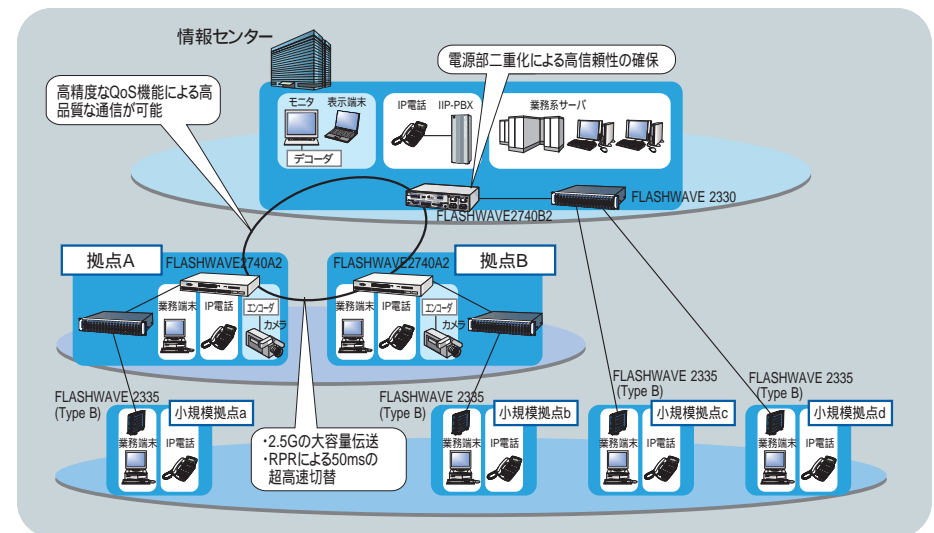 情報センター
電源部二重化による高信頼性の確保
高精度なQoS機能による高
品質な通信が可能
モニタ 表示端末
デコーダ
IP電話 IIP-PBX
業務系サーバ
FLASHWAVE2740B2
FLASHWAVE 2330
拠点A
FLASHWAVE2740A2
業務端末 IP電話
エンコーダ
カメラ
FLASHWAVE2740A2
拠点B
業務端末 IP電話
エンコーダ
カメラ
FLASHWAVE 2335
(Type B)
小規模拠点a
業務端末 IP電話
・2.5Gの大容量伝送
・RPRによる50msの
超高速切替
FLASHWAVE 2335
(Type B)
小規模拠点b
業務端末 IP電話
FLASHWAVE 2335
(Type B)
小規模拠点c
業務端末 IP電話
FLASHWAVE 2335
(Type B)
小規模拠点d
業務端末 IP電話